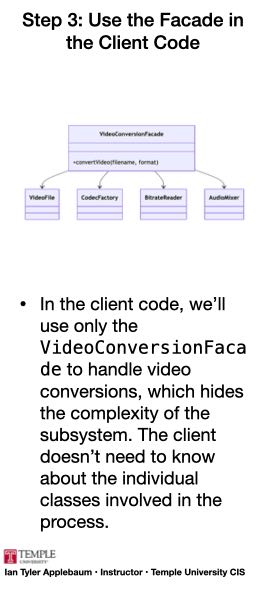 Step 3: Use the Facade in
the Client Code
VideoConversionFacade
+convertVideo(filename, format)
VideoFile
CodecFactory
BitrateReader
AudioMixer
• In the client code, we’ll
use only the
VideoConversionFaca
de to handle video
conversions, which hides
the complexity of the
subsystem. The client
doesn’t need to know
about the individual
classes involved in the
process.
T TEMPLE
UNIVERSITY
Ian Tyler Applebaum • Instructor • Temple University CIS